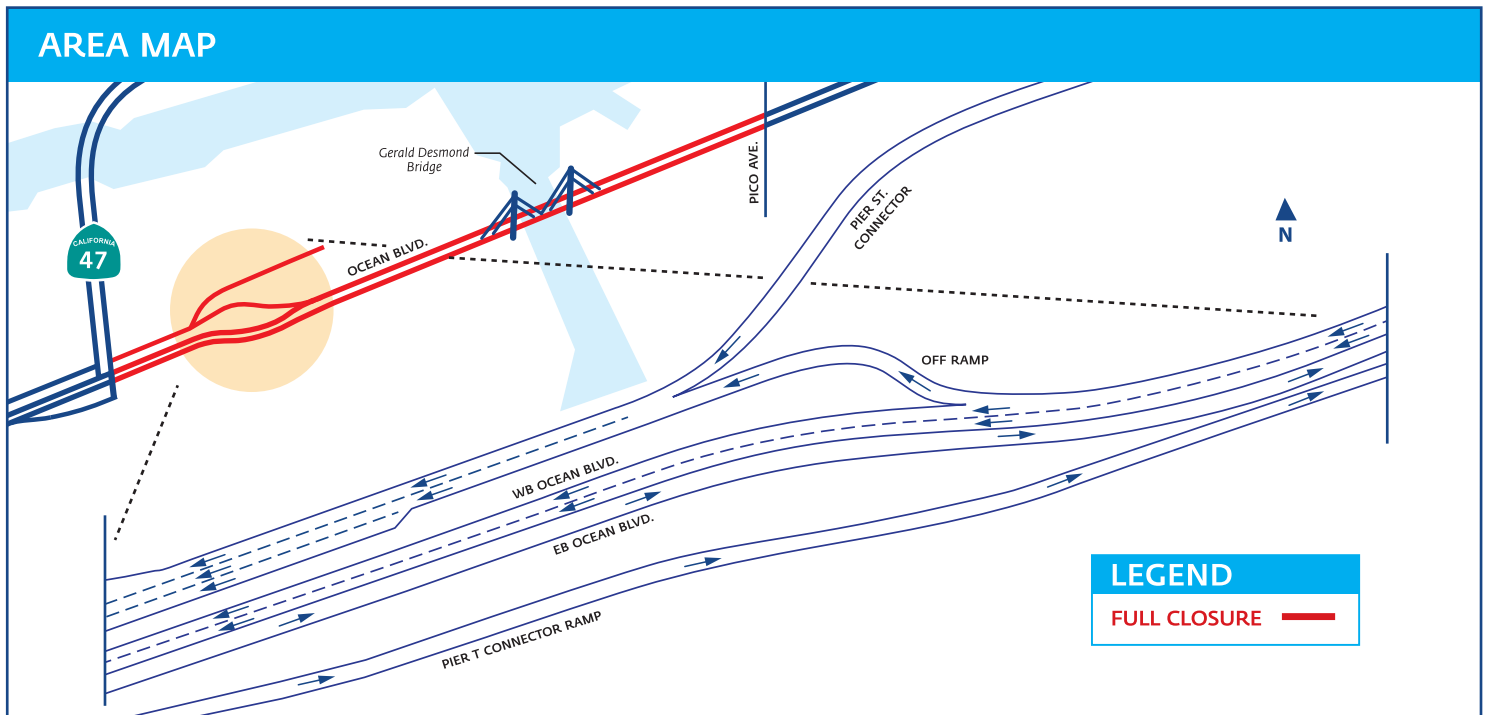 AREA MAP
Gerald Desmond
Bridge
PICO AVE.
PIER ST.
CONNECTOR
N
CALIFORNIA
47
OCEAN BLVD.
OFF RAMP
WB OCEAN BLVD.
EB OCEAN BLVD.
PIER T CONNECTOR RAMP
LEGEND
FULL CLOSURE